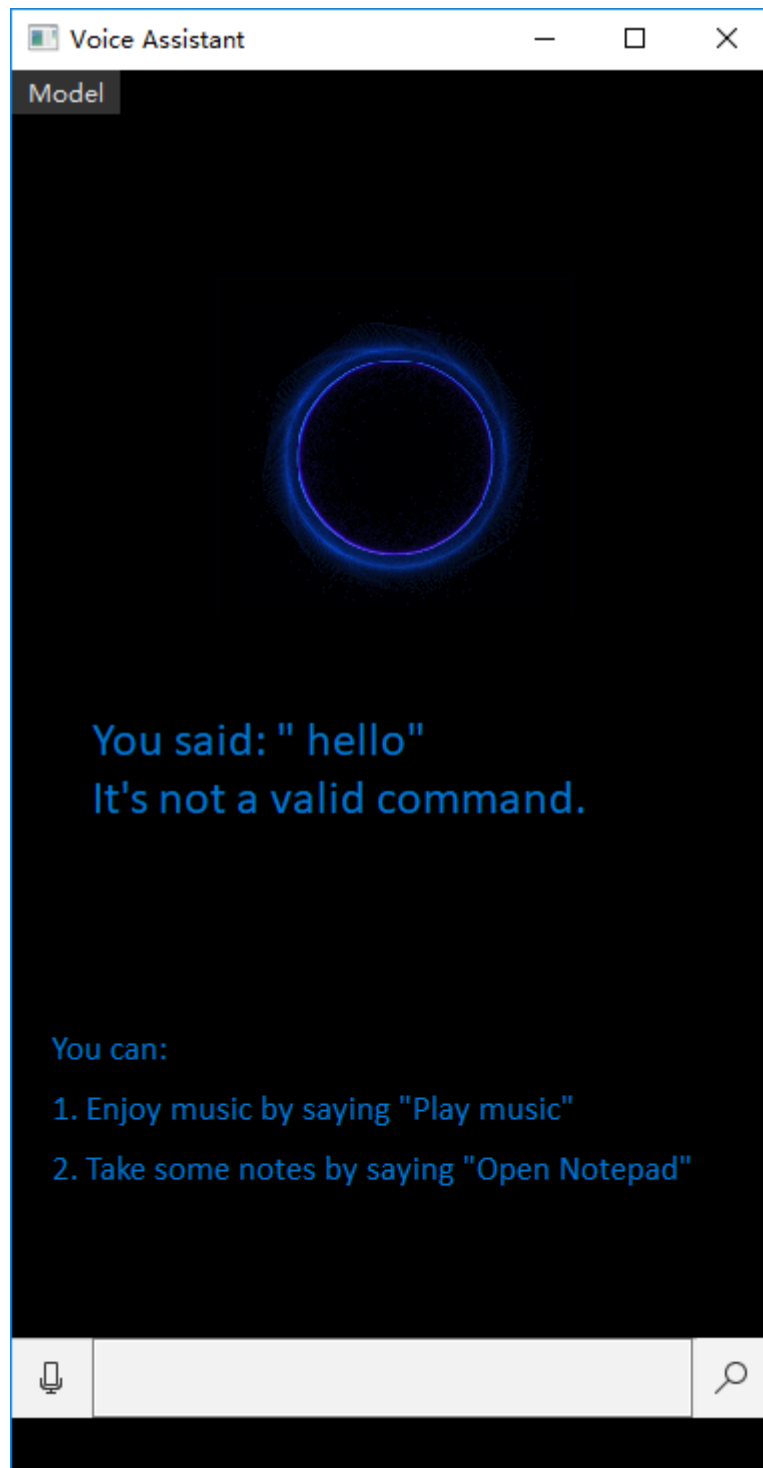 Voice Assistant
Model
You said: " hello"
It's not a valid command.
You can:
1. Enjoy music by saying "Play music"
2. Take some notes by saying "Open Notepad"